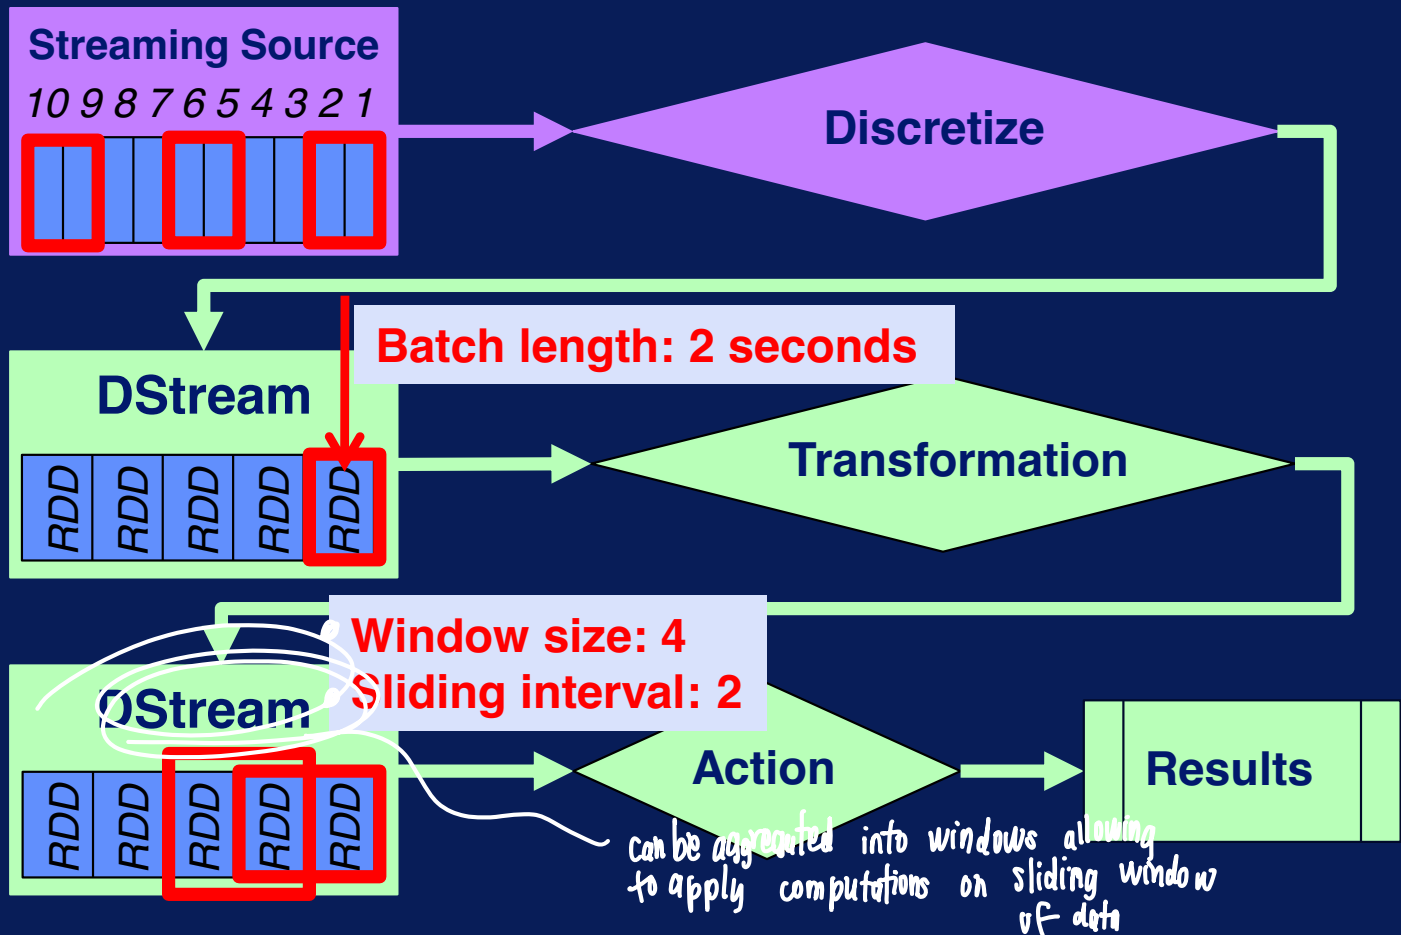 Streaming Source
10 9 8 7 6 5 4 3 2 1
Discretize
Batch length: 2 seconds
DStream
RDD RDD RDD RDD RDD
Transformation
Window size: 4
Sliding interval: 2
DStream
RDD RDD RDD RDD RDD
Action
Results
can be aggregated into windows allowing
to apply computations on sliding window
of data